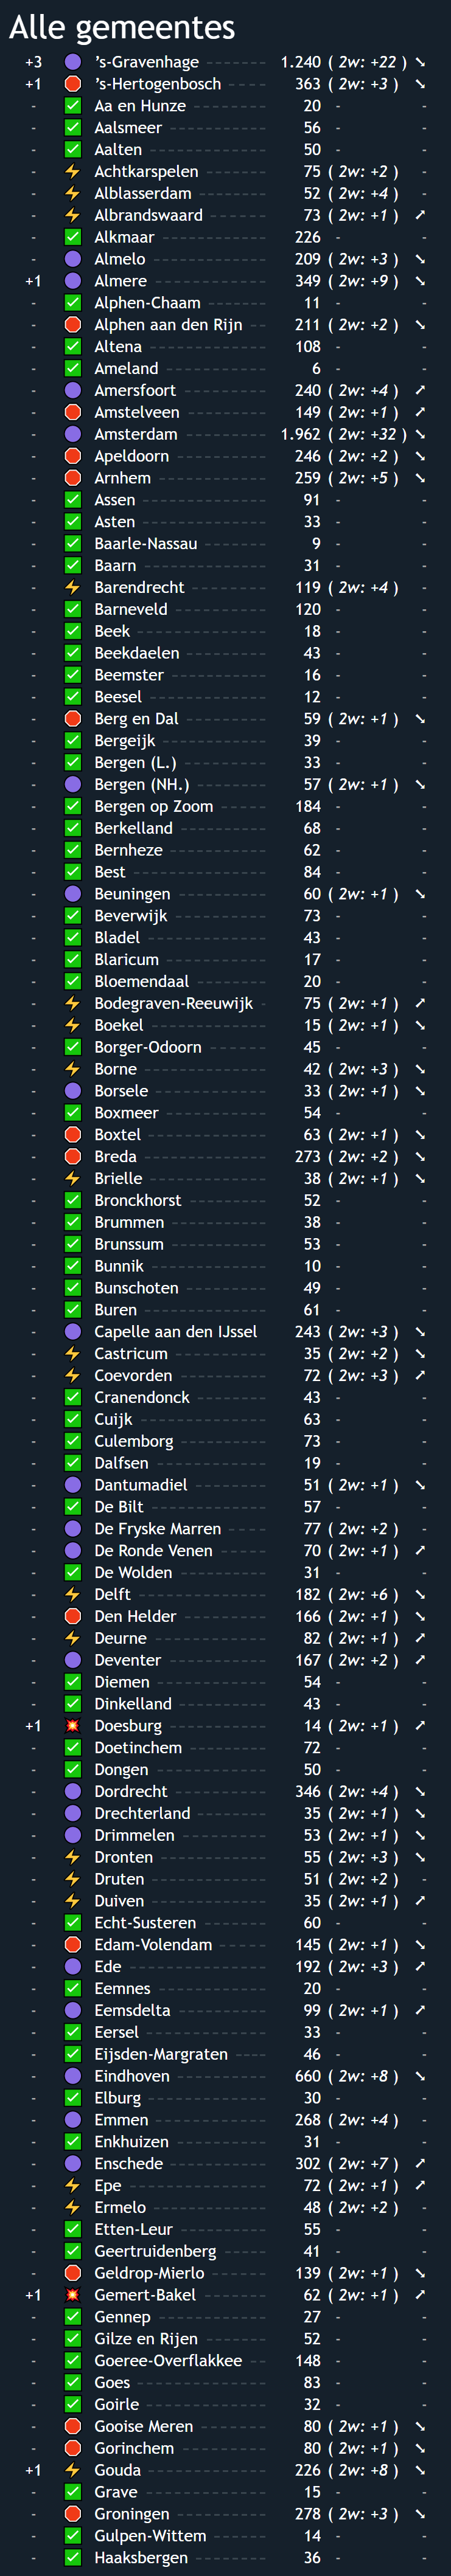 Alle gemeentes
+3 ’s-Gravenhage 1.240 ( 2w: +22 ) ➘
+1 ’s-Hertogenbosch 363 ( 2w: +3 ) ➘
- Aa en Hunze 20 - -
- Aalsmeer 56 - -
- Aalten 50 - -
- Achtkarspelen 75 ( 2w: +2 ) -
- Alblasserdam 52 ( 2w: +4 ) -
- Albrandswaard 73 ( 2w: +1 ) ➚
- Alkmaar 226 - -
- Almelo 209 ( 2w: +3 ) ➘
+1 Almere 349 ( 2w: +9 ) ➘
- Alphen-Chaam 11 - -
- Alphen aan den Rijn 211 ( 2w: +2 ) ➘
- Altena 108 - -
- Ameland 6 - -
- Amersfoort 240 ( 2w: +4 ) ➚
- Amstelveen 149 ( 2w: +1 ) ➚
- Amsterdam 1.962 ( 2w: +32 ) ➘
- Apeldoorn 246 ( 2w: +2 ) ➘
- Arnhem 259 ( 2w: +5 ) ➘
- Assen 91 - -
- Asten 33 - -
- Baarle-Nassau 9 - -
- Baarn 31 - -
- Barendrecht 119 ( 2w: +4 ) -
- Barneveld 120 - -
- Beek 18 - -
- Beekdaelen 43 - -
- Beemster 16 - -
- Beesel 12 - -
- Berg en Dal 59 ( 2w: +1 ) ➘
- Bergeijk 39 - -
- Bergen (L.) 33 - -
- Bergen (NH.) 57 ( 2w: +1 ) ➘
- Bergen op Zoom 184 - -
- Berkelland 68 - -
- Bernheze 62 - -
- Best 84 - -
- Beuningen 60 ( 2w: +1 ) ➘
- Beverwijk 73 - -
- Bladel 43 - -
- Blaricum 17 - -
- Bloemendaal 20 - -
- Bodegraven-Reeuwijk 75 ( 2w: +1 ) ➚
- Boekel 15 ( 2w: +1 ) ➘
- Borger-Odoorn 45 - -
- Borne 42 ( 2w: +3 ) ➘
- Borsele 33 ( 2w: +1 ) ➘
- Boxmeer 54 - -
- Boxtel 63 ( 2w: +1 ) ➘
- Breda 273 ( 2w: +2 ) ➘
- Brielle 38 ( 2w: +1 ) ➘
- Bronckhorst 52 - -
- Brummen 38 - -
- Brunssum 53 - -
- Bunnik 10 - -
- Bunschoten 49 - -
- Buren 61 - -
- Capelle aan den IJssel 243 ( 2w: +3 ) ➘
- Castricum 35 ( 2w: +2 ) ➘
- Coevorden 72 ( 2w: +3 ) ➚
- Cranendonck 43 - -
- Cuijk 63 - -
- Culemborg 73 - -
- Dalfsen 19 - -
- Dantumadiel 51 ( 2w: +1 ) ➘
- De Bilt 57 - -
- De Fryske Marren 77 ( 2w: +2 ) -
- De Ronde Venen 70 ( 2w: +1 ) ➚
- De Wolden 31 - -
- Delft 182 ( 2w: +6 ) ➘
- Den Helder 166 ( 2w: +1 ) ➘
- Deurne 82 ( 2w: +1 ) ➚
- Deventer 167 ( 2w: +2 ) ➚
- Diemen 54 - -
- Dinkelland 43 - -
+1 Doesburg 14 ( 2w: +1 ) ➚
- Doetinchem 72 - -
- Dongen 50 - -
- Dordrecht 346 ( 2w: +4 ) ➘
- Drechterland 35 ( 2w: +1 ) ➘
- Drimmelen 53 ( 2w: +1 ) ➘
- Dronten 55 ( 2w: +3 ) ➘
- Druten 51 ( 2w: +2 ) -
- Duiven 35 ( 2w: +1 ) ➚
- Echt-Susteren 60 - -
- Edam-Volendam 145 ( 2w: +1 ) ➘
- Ede 192 ( 2w: +3 ) ➚
- Eemnes 20 - -
- Eemsdelta 99 ( 2w: +1 ) ➚
- Eersel 33 - -
- Eijsden-Margraten 46 - -
- Eindhoven 660 ( 2w: +8 ) ➘
- Elburg 30 - -
- Emmen 268 ( 2w: +4 ) -
- Enkhuizen 31 - -
- Enschede 302 ( 2w: +7 ) ➚
- Epe 72 ( 2w: +1 ) ➚
- Ermelo 48 ( 2w: +2 ) -
- Etten-Leur 55 - -
- Geertruidenberg 41 - -
- Geldrop-Mierlo 139 ( 2w: +1 ) ➘
+1 Gemert-Bakel 62 ( 2w: +1 ) ➚
- Gennep 27 - -
- Gilze en Rijen 52 - -
- Goeree-Overflakkee 148 - -
- Goes 83 - -
- Goirle 32 - -
- Gooise Meren 80 ( 2w: +1 ) ➘
- Gorinchem 80 ( 2w: +1 ) ➘
+1 Gouda 226 ( 2w: +8 ) ➘
- Grave 15 - -
- Groningen 278 ( 2w: +3 ) ➘
- Gulpen-Wittem 14 - -
- Haaksbergen 36 - -